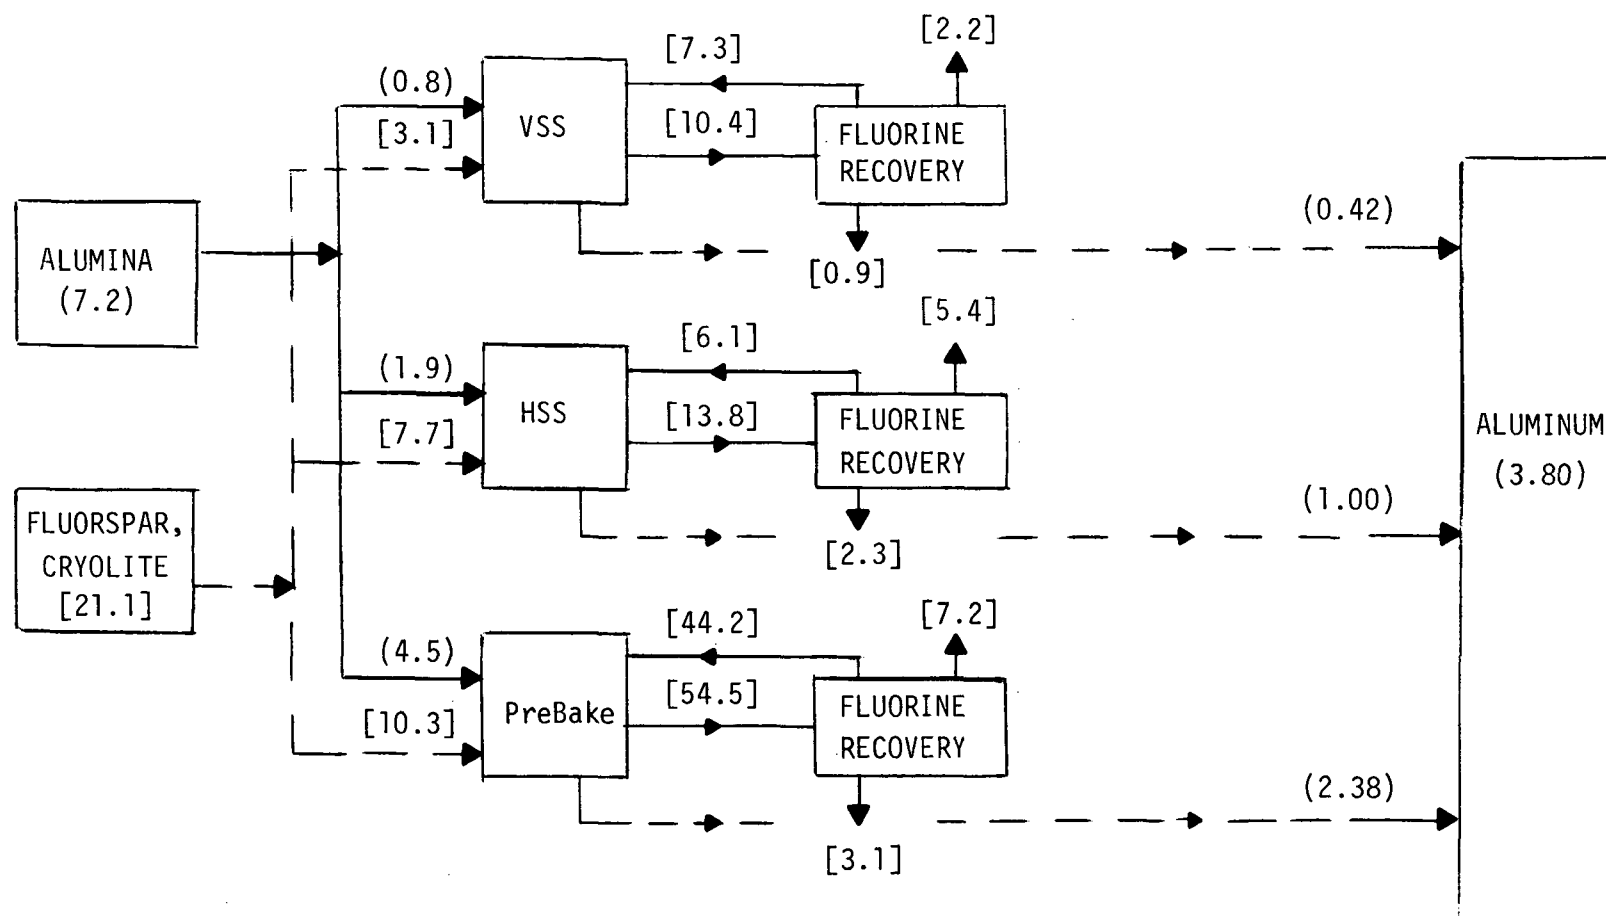 [2.2]
[7.3]
(0.8)
[3.1]
VSS
[10.4]
FLUORINE
RECOVERY
(0.42)
ALUMINA
(7.2)
[0.9]
[5.4]
[6.1]
(1.9)
[7.7]
HSS
[13.8]
FLUORINE
RECOVERY
ALUMINUM
(3.80)
(1.00)
FLUORSPAR,
CRYOLITE
[21.1]
[2.3]
[7.2]
[44.2]
(4.5)
[10.3]
PreBake
[54.5]
FLUORINE
RECOVERY
(2.38)
[3.1]